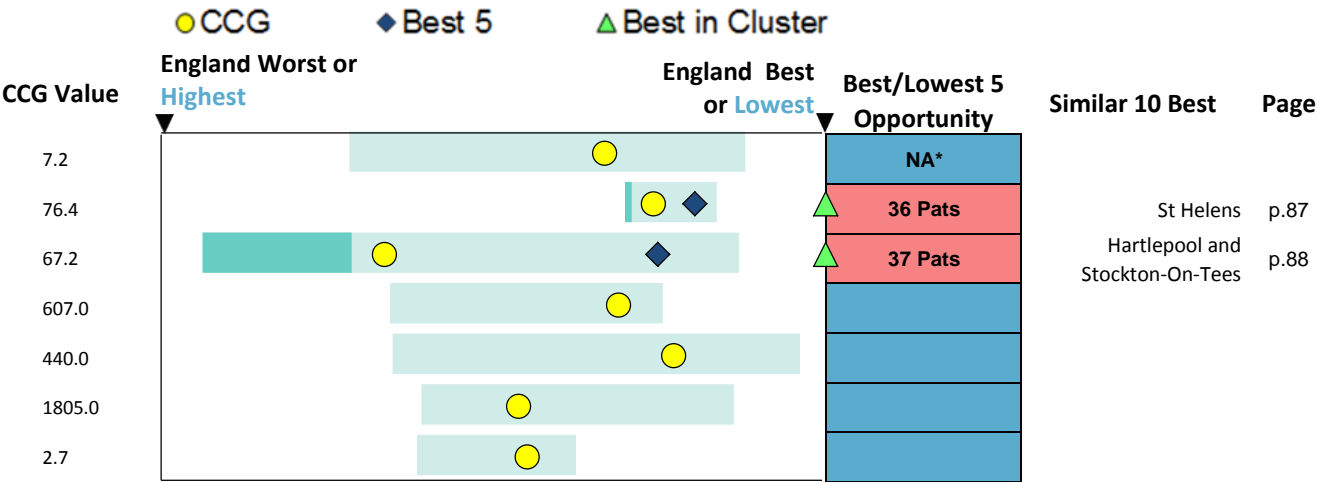 CCG Best 5 Best in Cluster
England Worst or
Highest
England Best
or Lowest
CCG Value
Best/Lowest 5
Opportunity
Similar 10 Best
Page
7.2 NA*
76.4 36 Pats St Helens p.87
67.2 37 Pats Hartlepool and
Stockton-On-Tees p.88
607.0
440.0
1805.0
2.7